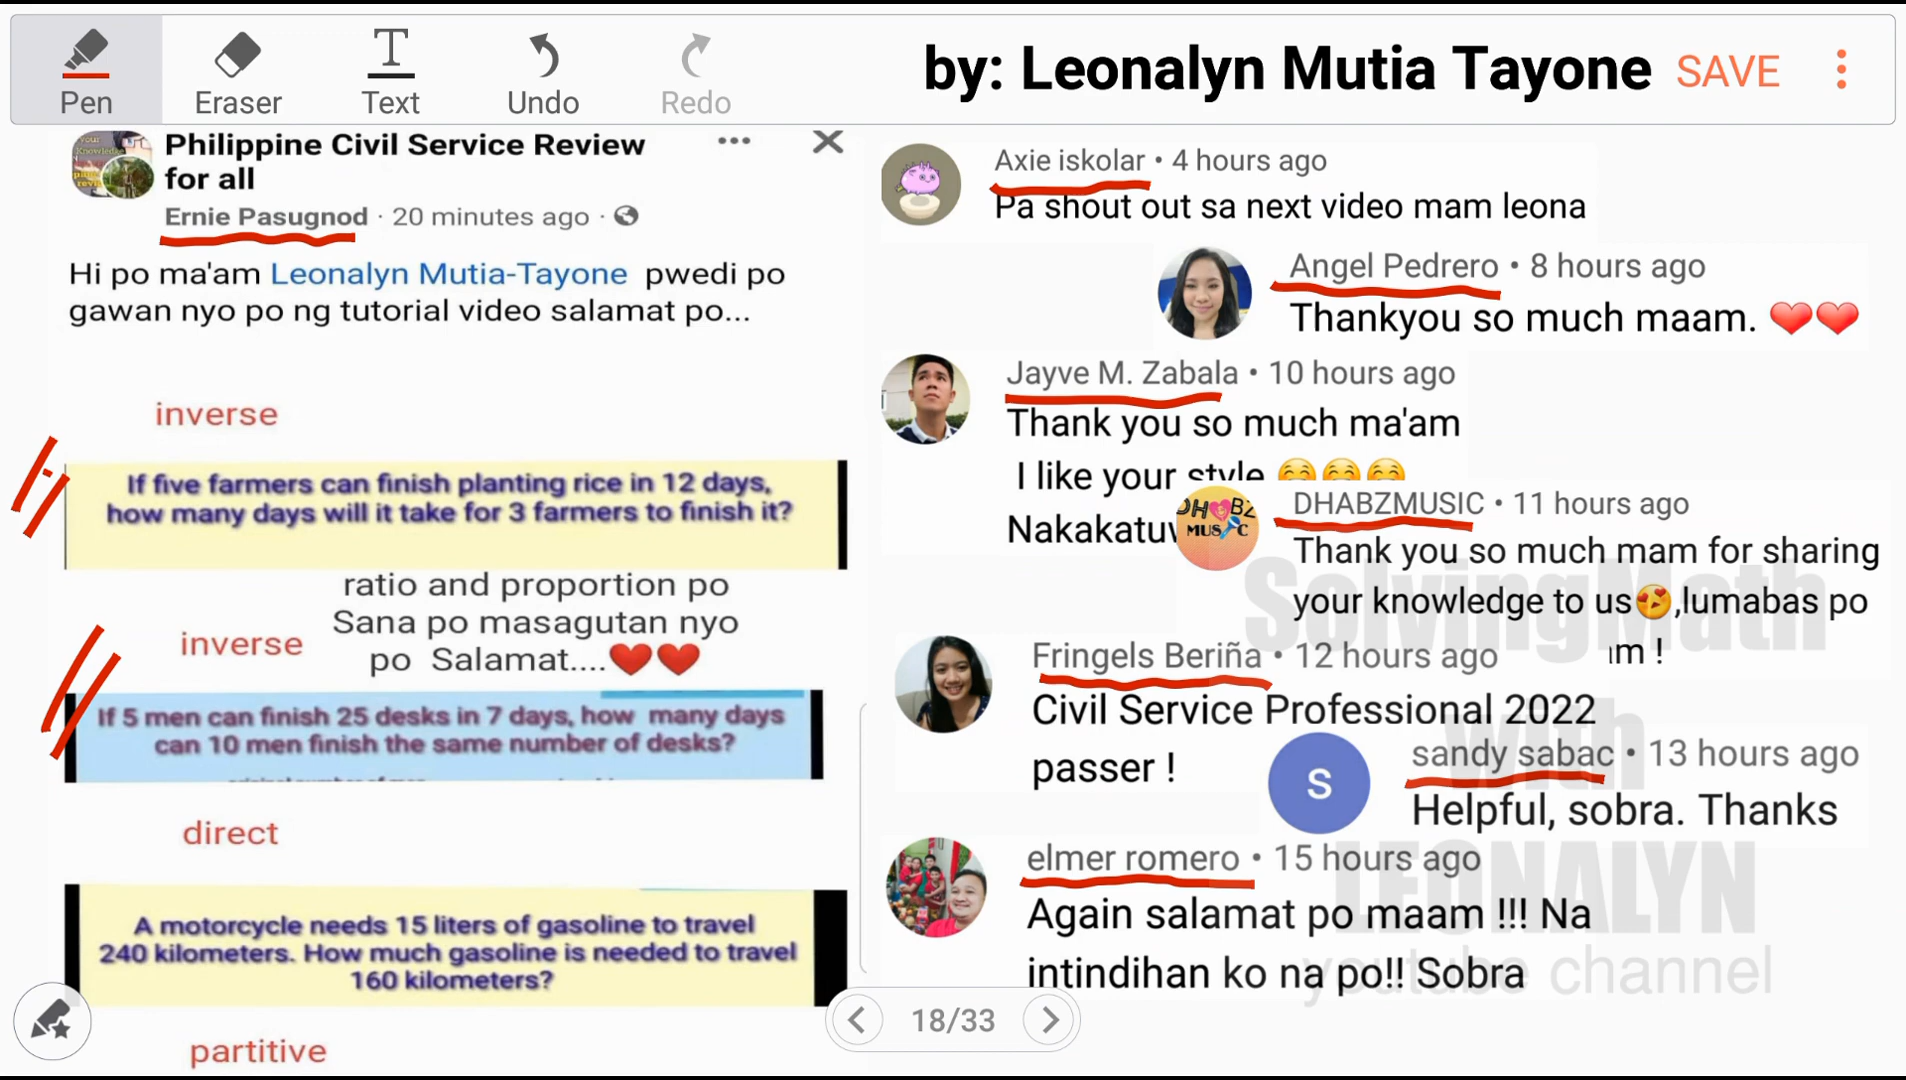 Pen
Eraser
Text
Undo
Redo
by: Leonalyn Mutia Tayone
SAVE
Philippine Civil Service Review
for all
Ernie Pasugnod · 20 minutes ago ·
Hi po ma'am Leonalyn Mutia-Tayone pwedi po
gawan nyo po ng tutorial video salamat po...
inverse
If five farmers can finish planting rice in 12 days,
how many days will it take for 3 farmers to finish it?
ratio and proportion po
Sana po masagutan nyo
po Salamat....
inverse
If 5 men can finish 25 desks in 7 days, how many days
can 10 men finish the same number of desks?
direct
A motorcycle needs 15 liters of gasoline to travel
240 kilometers. How much gasoline is needed to travel
160 kilometers?
partitive
Axie iskolar • 4 hours ago
Pa shout out sa next video mam leona
Angel Pedrero • 8 hours ago
Thankyou so much maam.
Jayve M. Zabala • 10 hours ago
Thank you so much ma'am
I like your style
DHABZMUSIC • 11 hours ago
Thank you so much mam for sharing
your knowledge to us ,lumabas po
Fringels Beriña • 12 hours ago
Civil Service Professional 2022
passer !
S
sandy sabac • 13 hours ago
Helpful, sobra. Thanks
elmer romero • 15 hours ago
Again salamat po maam !!! Na
intindihan ko na po!! Sobra
18/33
SolvingMath
with
LEONALYN
youtube channel